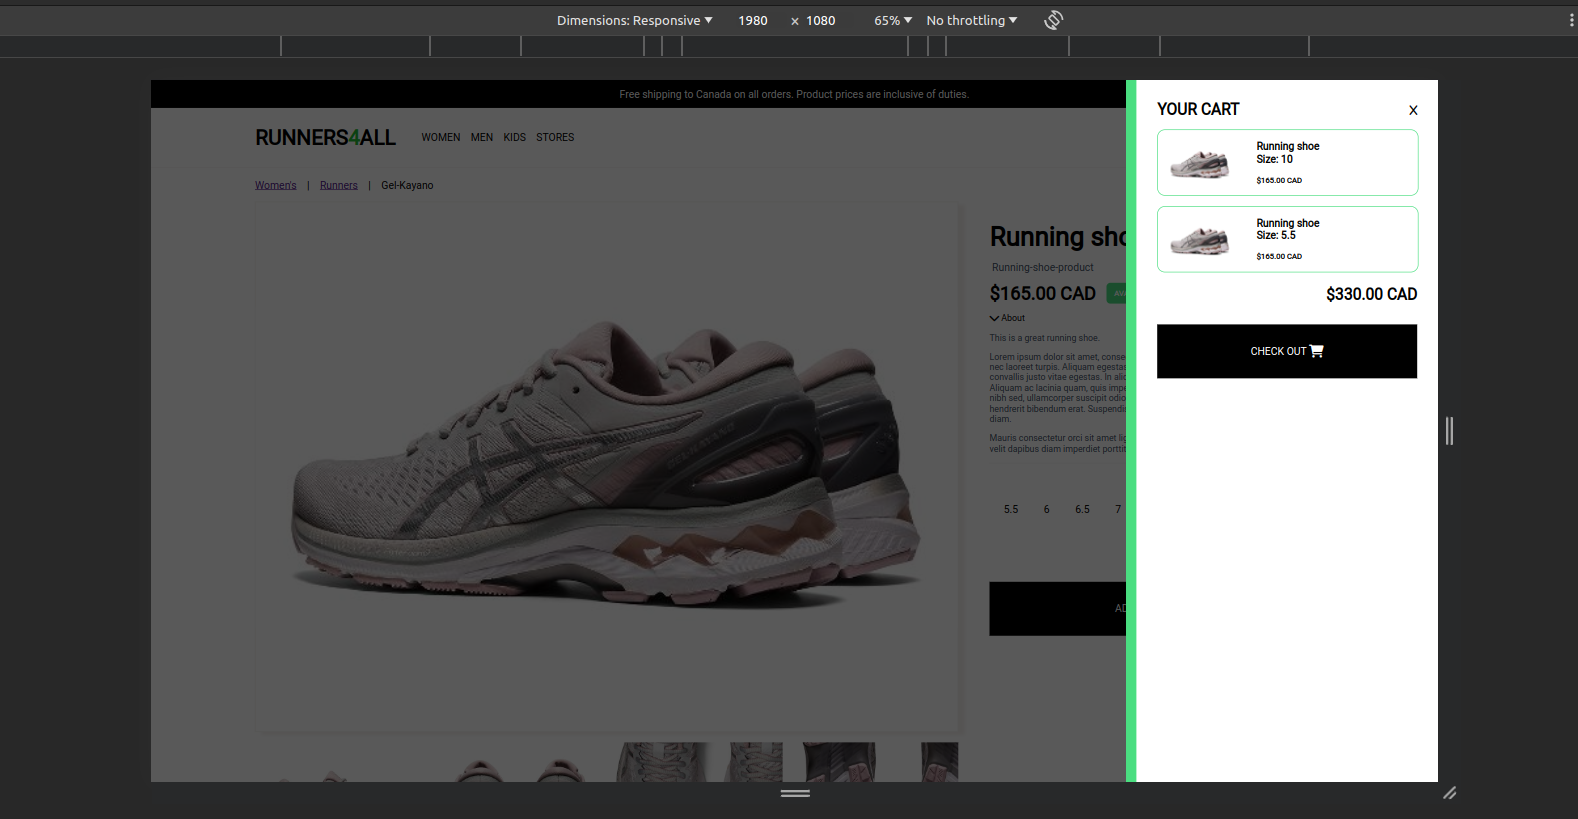 Dimensions: Responsive 1980 × 1080 65% No throttling
Free shipping to Canada on all orders. Product prices are inclusive of duties.
RUNNERS4ALL WOMEN MEN KIDS STORES
Women's | Runners | Gel-Kayano
Running sho
Running-shoe-product
$165.00 CAD
About
This is a great running shoe.
Lorem ipsum dolor sit amet, conse
nec laoreet turpis. Aliquam egestas
convallis justo vitae egestas. In aliq
Aliquam ac lacinia quam, quis impe
nibh sed, ullamcorper suscipit odio
hendrerit bibendum erat. Suspendis
diam.
Mauris consectetur orci sit amet lig
velit dapibus diam imperdiet portti
5.5 6 6.5 7
AD
YOUR CART X
Running shoe
Size: 10
$165.00 CAD
Running shoe
Size: 5.5
$165.00 CAD
$330.00 CAD
CHECK OUT